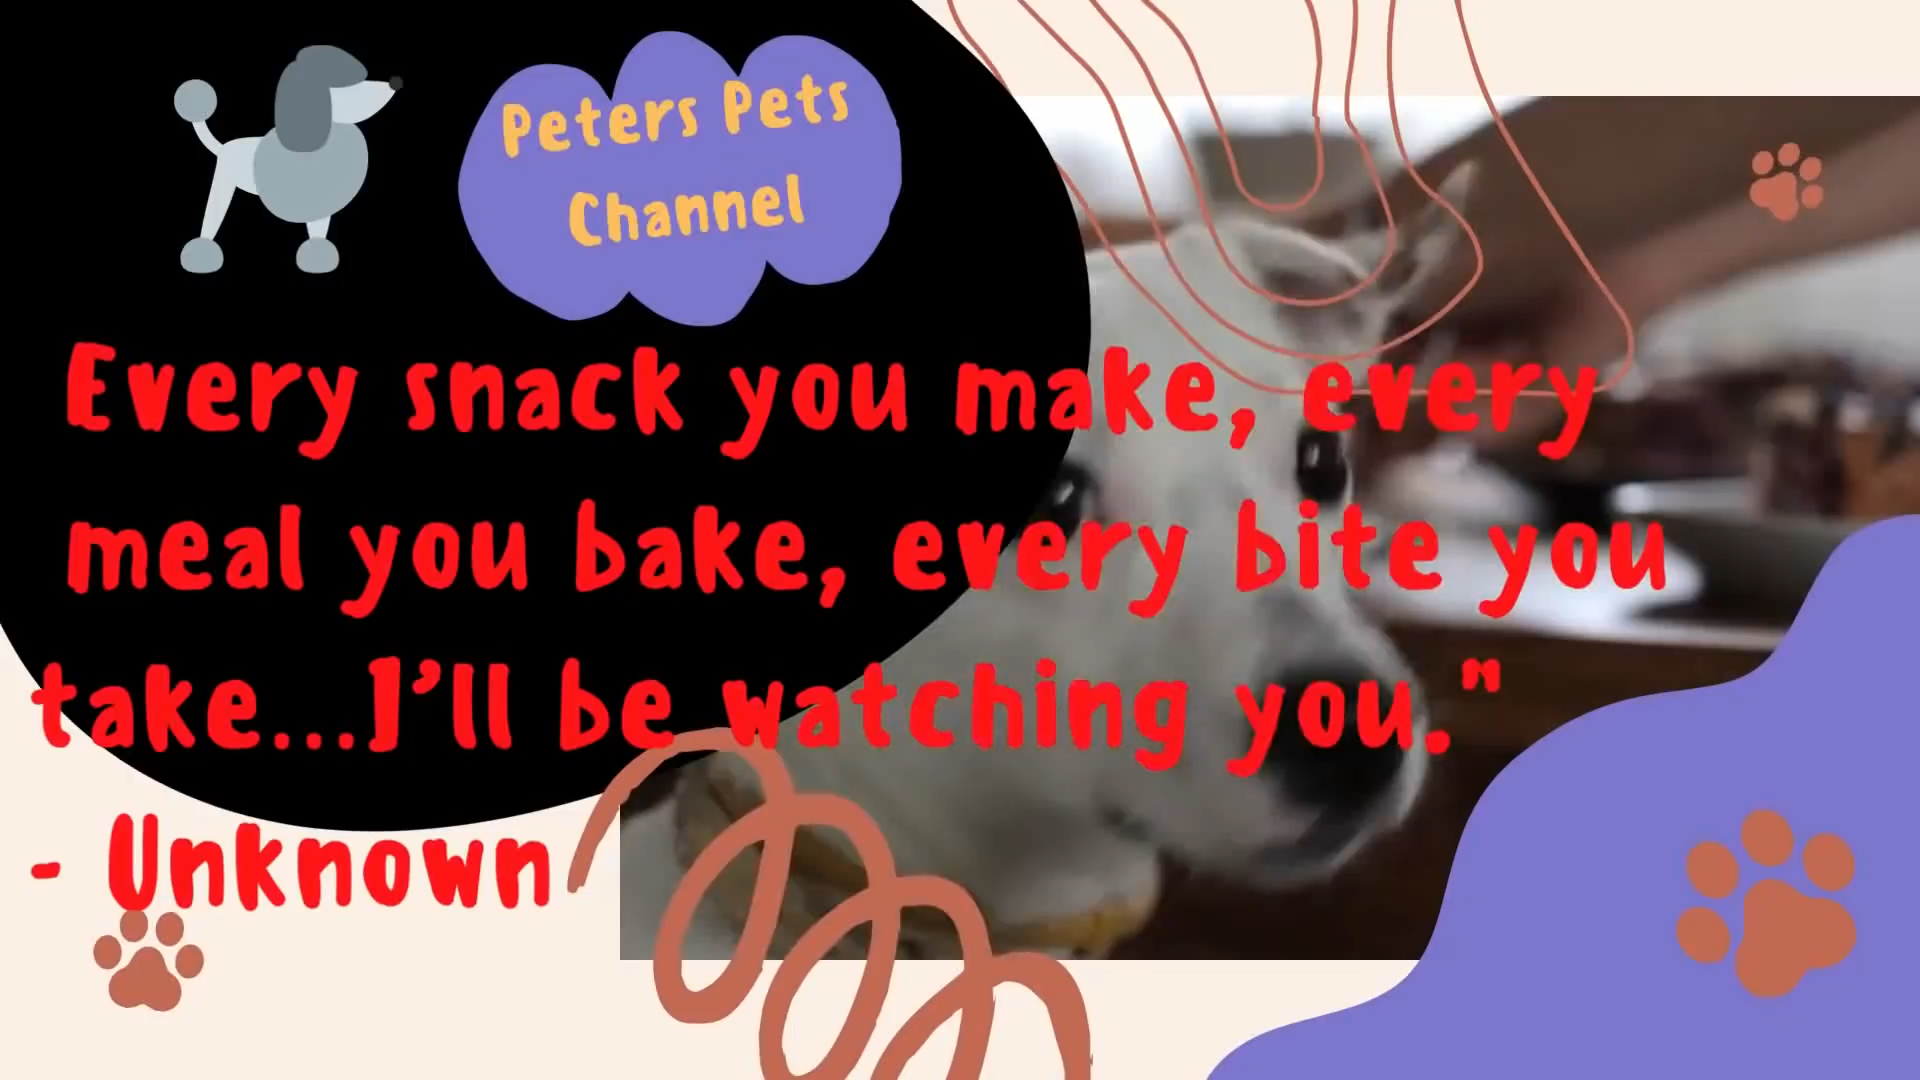 Peters Pets
Channel
Every snack you make, every
meal you bake, every bite you
take...I’ll be watching you."
- Unknown